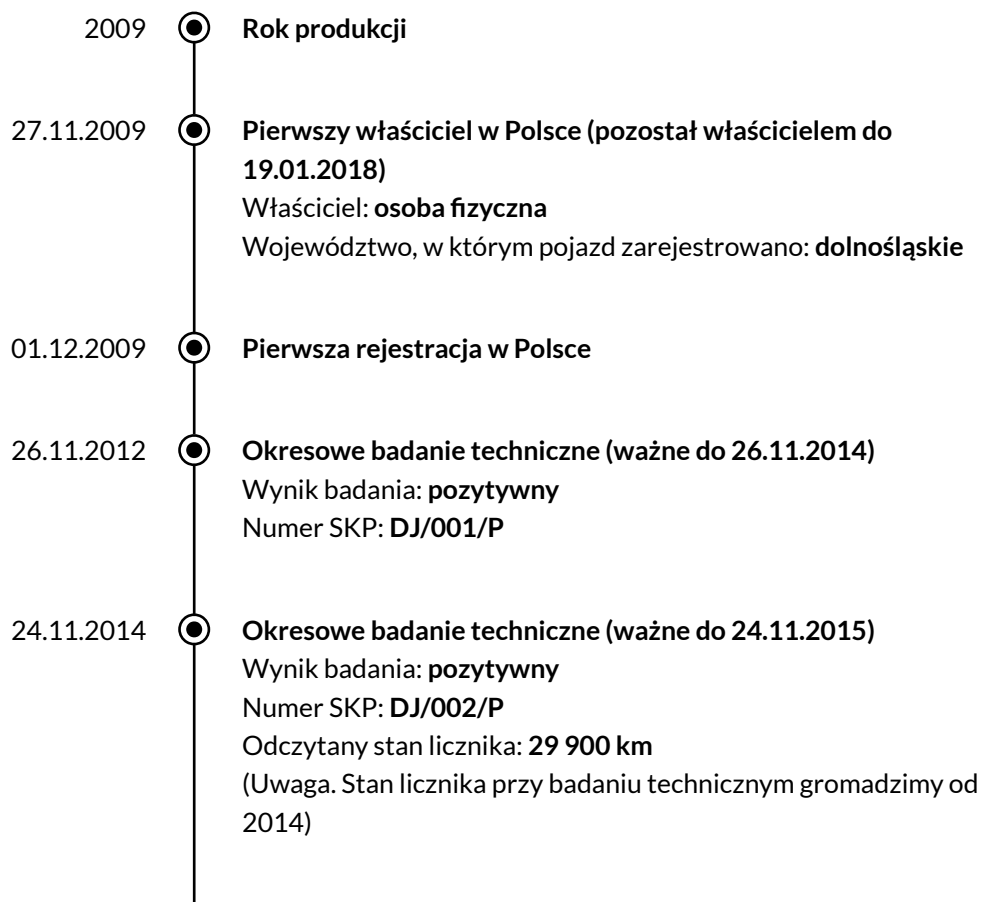 2009 Rok produkcji
27.11.2009 Pierwszy właściciel w Polsce (pozostał właścicielem do
19.01.2018)
Właściciel: osoba fizyczna
Województwo, w którym pojazd zarejestrowano: dolnośląskie
01.12.2009 Pierwsza rejestracja w Polsce
26.11.2012 Okresowe badanie techniczne (ważne do 26.11.2014)
Wynik badania: pozytywny
Numer SKP: DJ/001/P
24.11.2014 Okresowe badanie techniczne (ważne do 24.11.2015)
Wynik badania: pozytywny
Numer SKP: DJ/002/P
Odczytany stan licznika: 29 900 km
(Uwaga. Stan licznika przy badaniu technicznym gromadzimy od
2014)